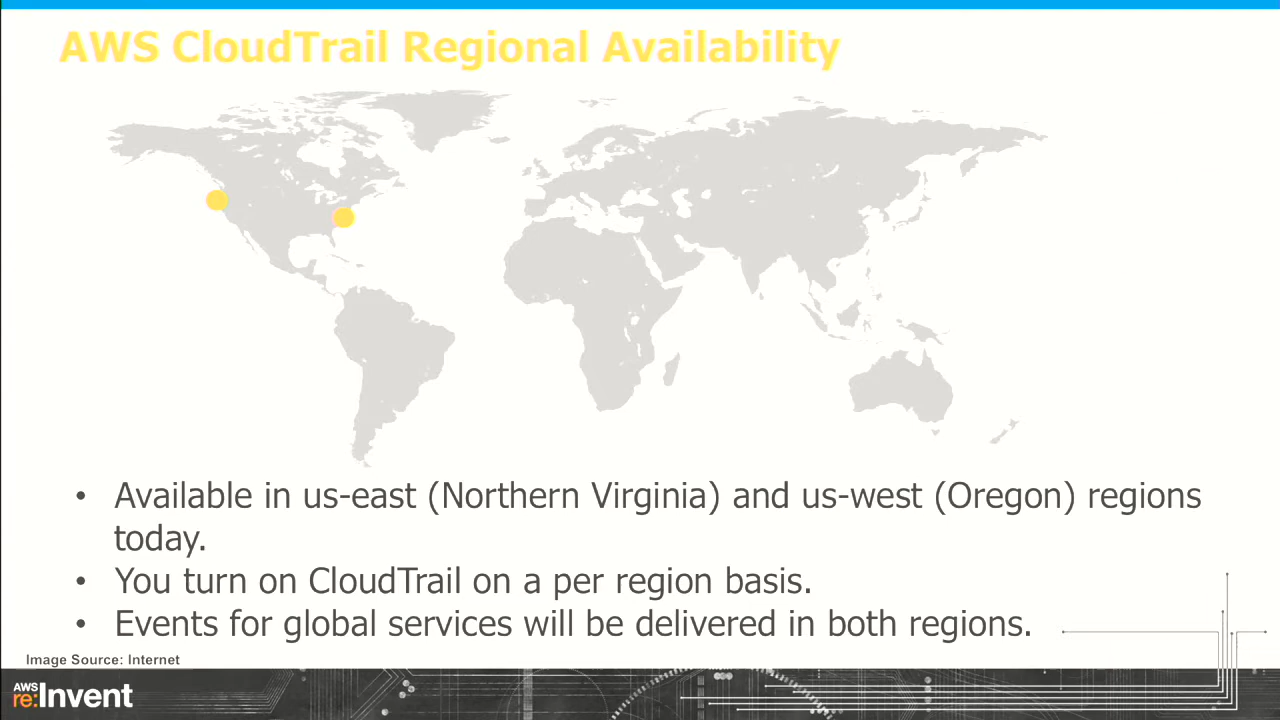 AWS CloudTrail Regional Availability
• Available in us-east (Northern Virginia) and us-west (Oregon) regions
today.
• You turn on CloudTrail on a per region basis.
• Events for global services will be delivered in both regions.
Image Source: Internet
AWS
re:Invent